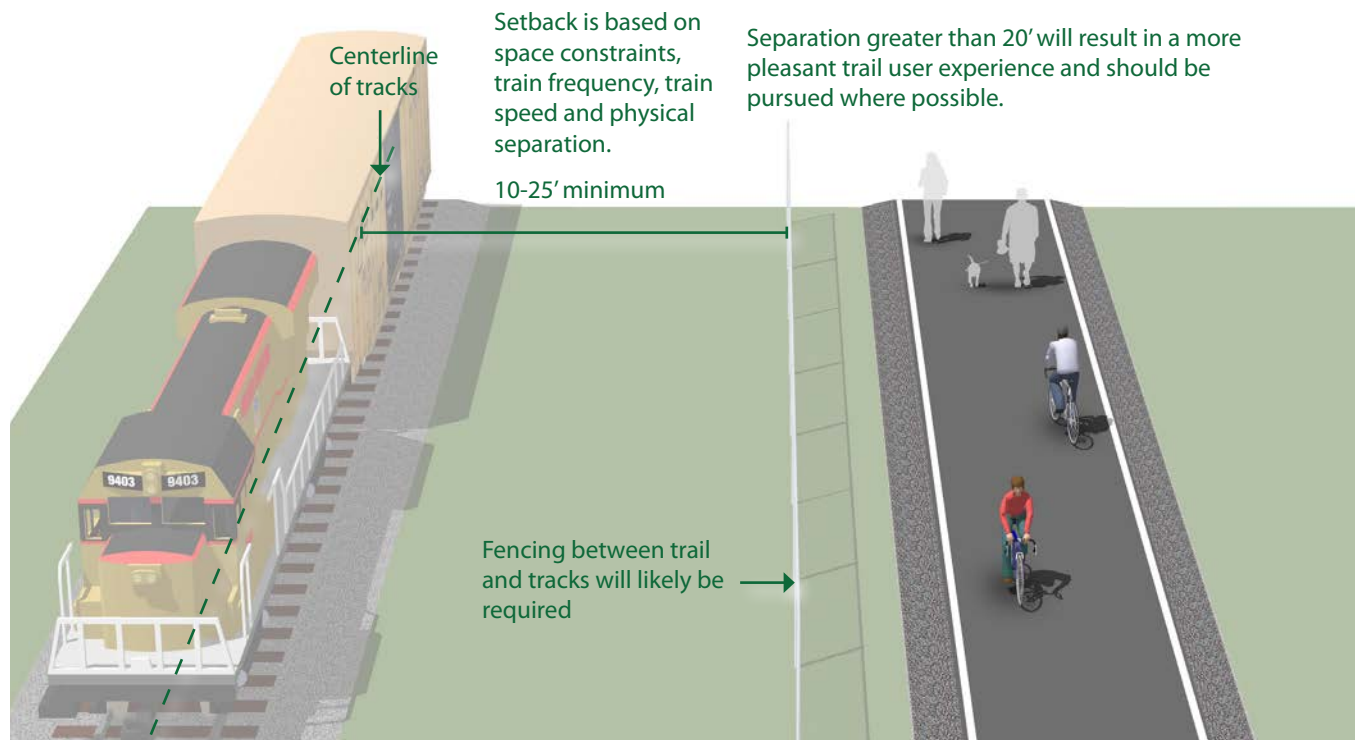 Centerline
of tracks
Setback is based on
space constraints,
train frequency, train
speed and physical
separation.
10-25’ minimum
Separation greater than 20’ will result in a more
pleasant trail user experience and should be
pursued where possible.
9403 9403
Fencing between trail
and tracks will likely be
required